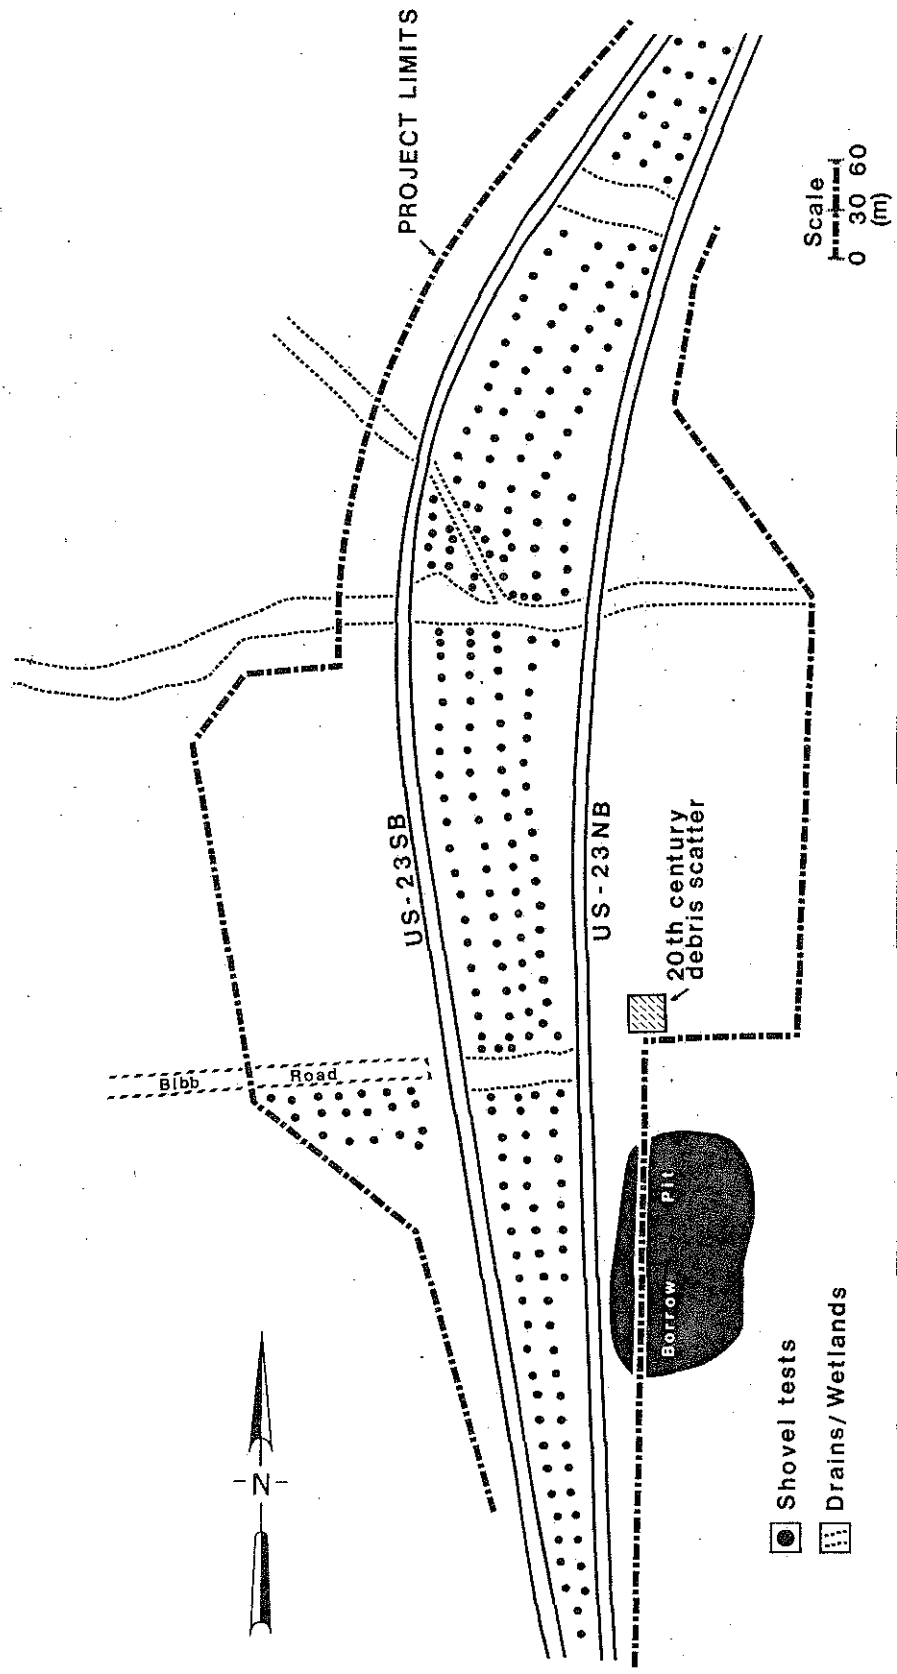 PROJECT LIMITS
US-23SB
US-23NB
20th century
debris scatter
Bibb Road
Borrow Pit
Scale
0 30 60
(m)
-N-
Shovel tests
Drains/Wetlands